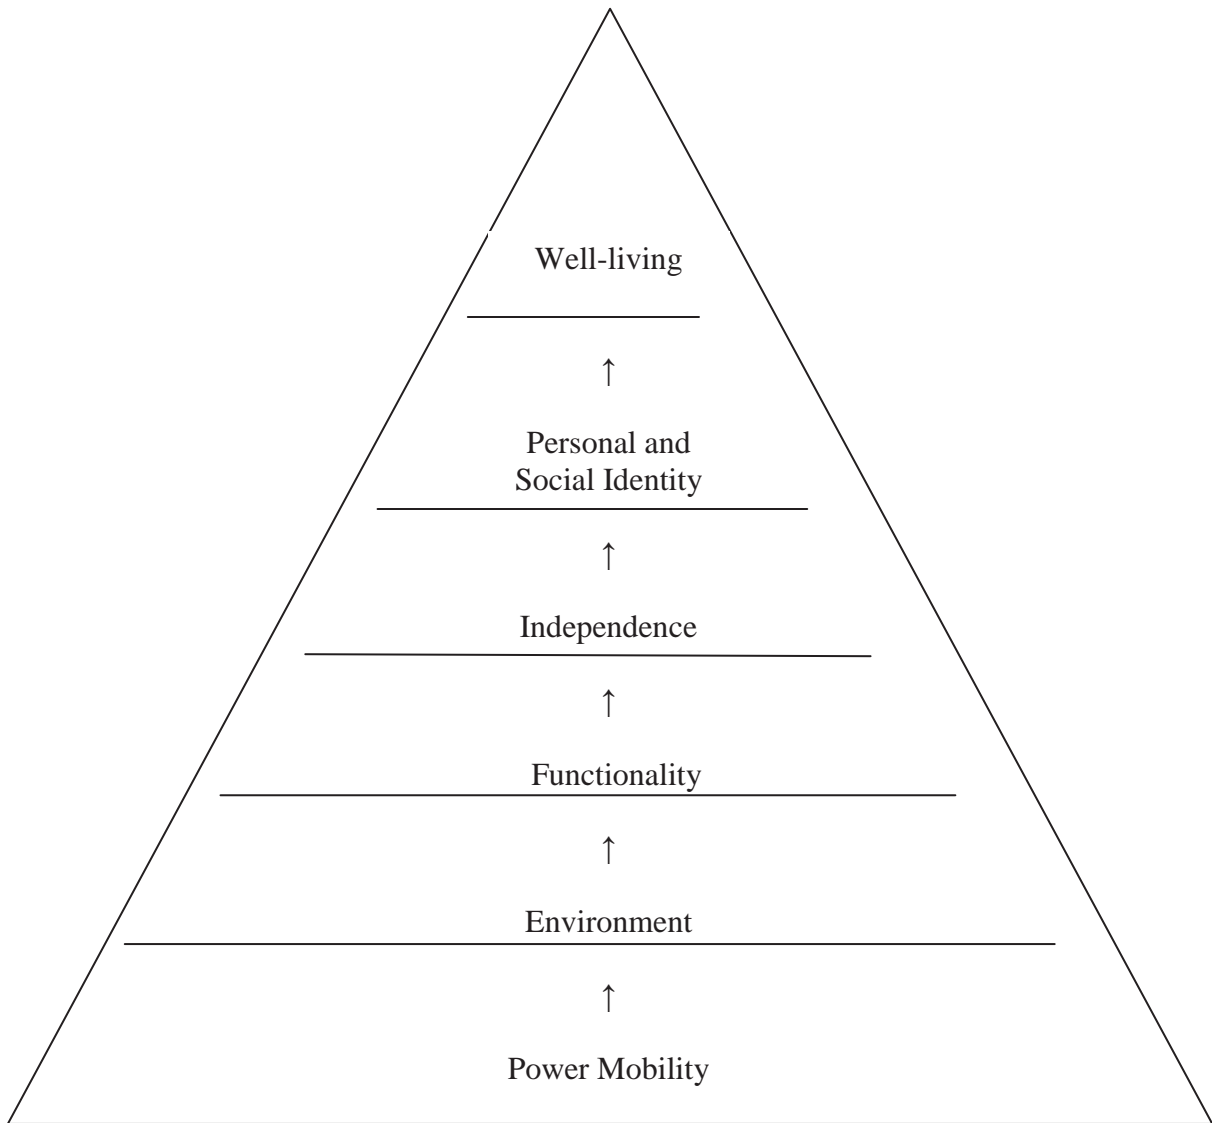 Well-living
↑
Personal and
Social Identity
↑
Independence
↑
Functionality
↑
Environment
↑
Power Mobility